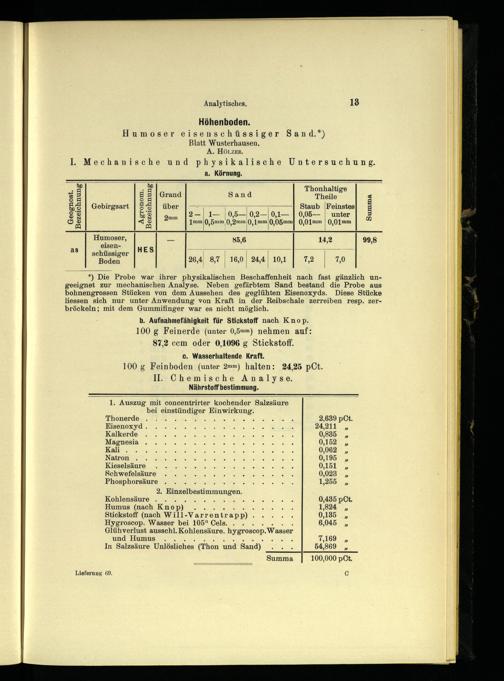 Analytisches. 13
Höhenboden.
Humoser eisenschüssiger Sand.*)
Blatt Wusterhausen.
A. HÖLZER.
I. Mechanische und physikalische Untersuchung.
a. Körnung.
Geognost. Bezeichnung
Gebirgsart
Agronom. Bezeichnung
Grand über 2mm
Sand
2— 1mm
1— 0,5mm
0,5— 0,2mm
0,2— 0,1mm
0,1— 0,05mm
Thonhaltige Theile
Staub 0,05— 0,01mm
Feinstes unter 0,01mm
Summa
as
Humoser, eisen- schüssiger Boden
HES
—
85,6
14,2
99,8
26,4 8,7 16,0 24,4 10,1 7,2 7,0
*) Die Probe war ihrer physikalischen Beschaffenheit nach fast gänzlich un-
geeignet zur mechanischen Analyse. Neben gefärbtem Sand bestand die Probe aus
bohnengrossen Stücken von dem Aussehen des geglühten Eisenoxyds. Diese Stücke
liessen sich nur unter Anwendung von Kraft in der Reibschale zerreiben resp. zer-
bröckeln; mit dem Gummifinger war es nicht möglich.
b. Aufnahmefähigkeit für Stickstoff nach Knop.
100 g Feinerde (unter 0,5mm) nehmen auf:
87,2 ccm oder 0,1096 g Stickstoff.
c. Wasserhaltende Kraft.
100 g Feinboden (unter 2mm) halten: 24,25 pCt.
II. Chemische Analyse.
Nährstoffbestimmung.
1. Auszug mit concentrirter kochender Salzsäure
bei einstündiger Einwirkung.
Thonerde . . . . . . . . . . . . . 2,639 pCt.
Eisenoxyd . . . . . . . . . . . . . 24,211 „
Kalkerde . . . . . . . . . . . . . 0,835 „
Magnesia . . . . . . . . . . . . . 0,152 „
Kali . . . . . . . . . . . . . 0,062 „
Natron . . . . . . . . . . . . . 0,195 „
Kieselsäure . . . . . . . . . . . . . 0,151 „
Schwefelsäure . . . . . . . . . . . . 0,023 „
Phosphorsäure . . . . . . . . . . . . 1,255 „
2. Einzelbestimmungen.
Kohlensäure . . . . . . . . . . . . . 0,435 pCt.
Humus (nach Knop) . . . . . . . . . 1,824 „
Stickstoff (nach Will-Varrentrapp) . . . . . 0,135 „
Hygroscop. Wasser bei 105° Cels. . . . . . . 6,045 „
Glühverlust ausschl. Kohlensäure. hygroscop. Wasser
und Humus . . . . . . . . . . . . . 7,169 „
In Salzsäure Unlösliches (Thon und Sand) . . . 54,869 „
Summa 100,000 pCt.
Lieferung 69. C